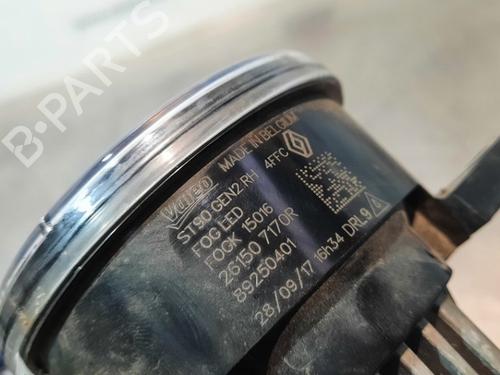 B-PARTS
Valeo MADE IN BELGIUM
ST90 GEN2 RH 4FFC
FOG LED
FOGK 15016
26150 7170R
89250401
28/09/17 16h34 DRL9